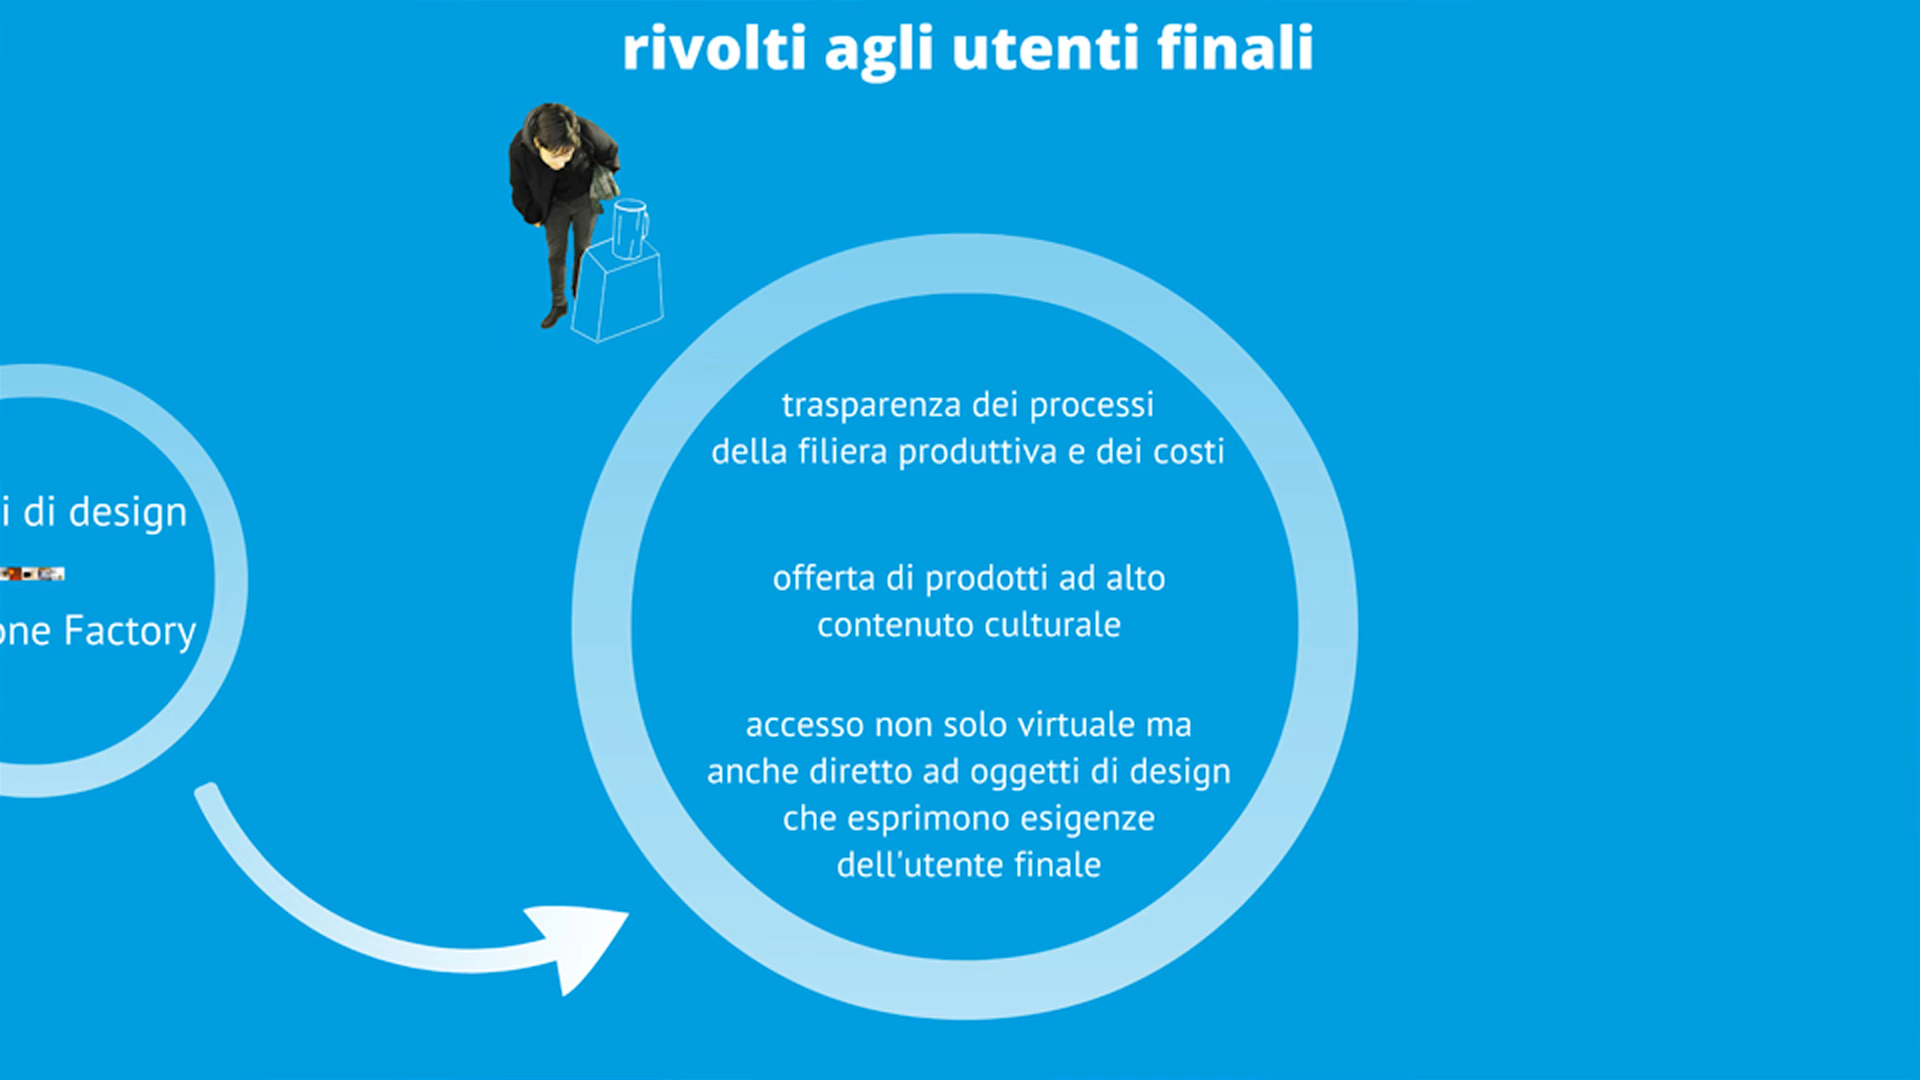 rivolti agli utenti finali
trasparenza dei processi
della filiera produttiva e dei costi
offerta di prodotti ad alto
contenuto culturale
accesso non solo virtuale ma
anche diretto ad oggetti di design
che esprimono esigenze
dell'utente finale
di design
Factory